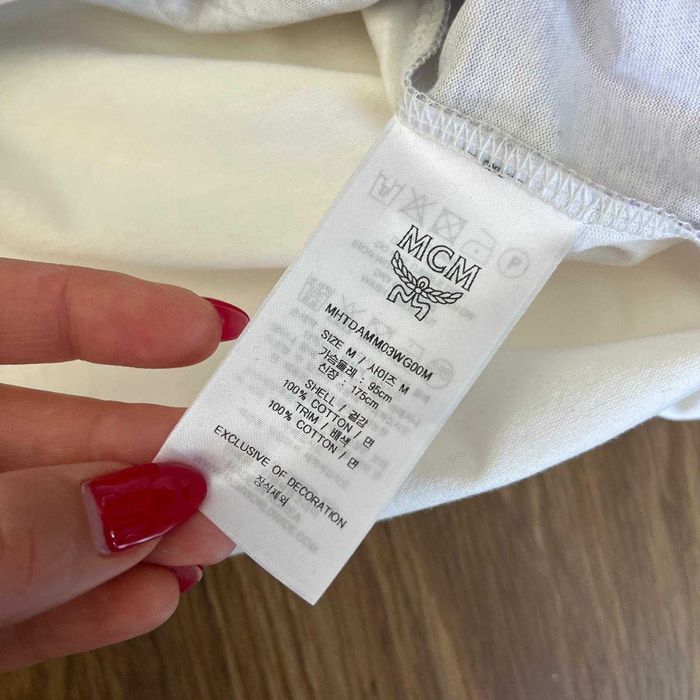 MCM
MHTDAMM03WG00M
SIZE M / 사이즈 M
가슴둘레 : 95cm
신장 : 175cm
SHELL / 겉감
100% COTTON / 면
TRIM / 배색
100% COTTON / 면
EXCLUSIVE OF DECORATION
장식제외
P